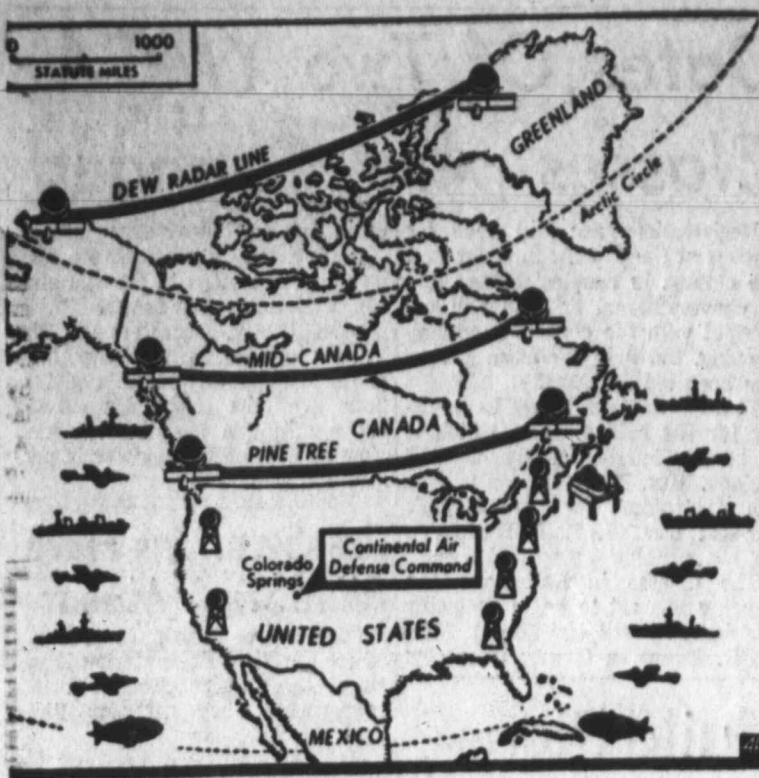 0 1000
STATUTE MILES
GREENLAND
DEW RADAR LINE
Arctic Circle
MID-CANADA
CANADA
PINE TREE
Continental Air
Defense Command
Colorado
Springs
UNITED STATES
MEXICO